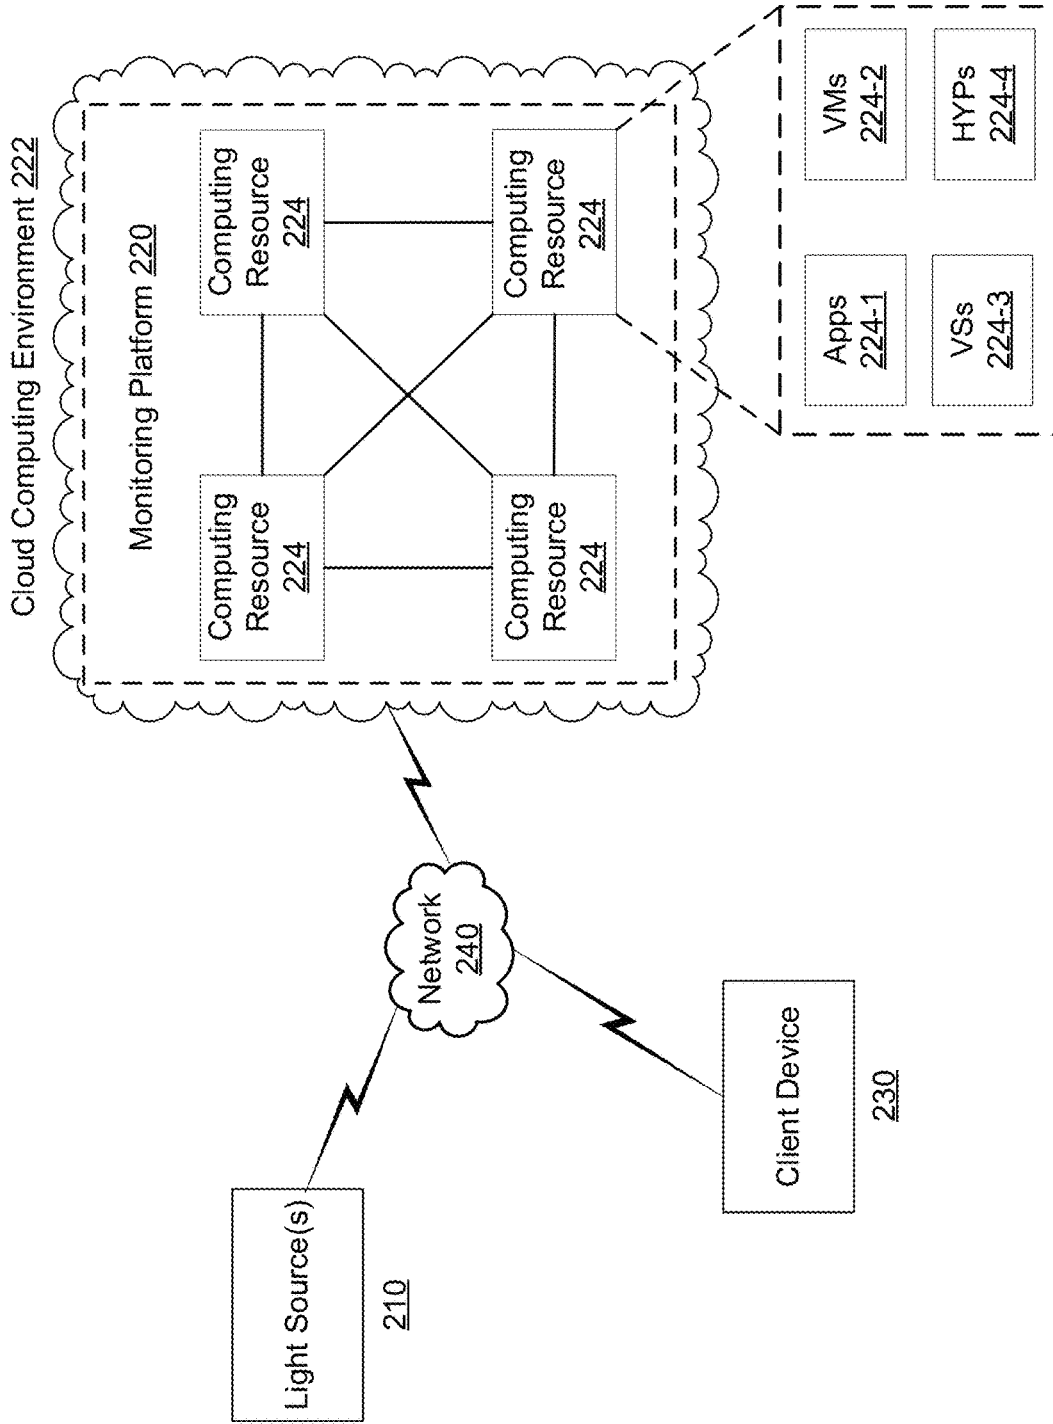 Cloud Computing Environment 222
Monitoring Platform 220
Computing
Resource
224
Computing
Resource
224
Computing
Resource
224
Computing
Resource
224
Apps
224-1
VMs
224-2
VSs
224-3
HYPs
224-4
Network
240
Light Source(s)
210
Client Device
230